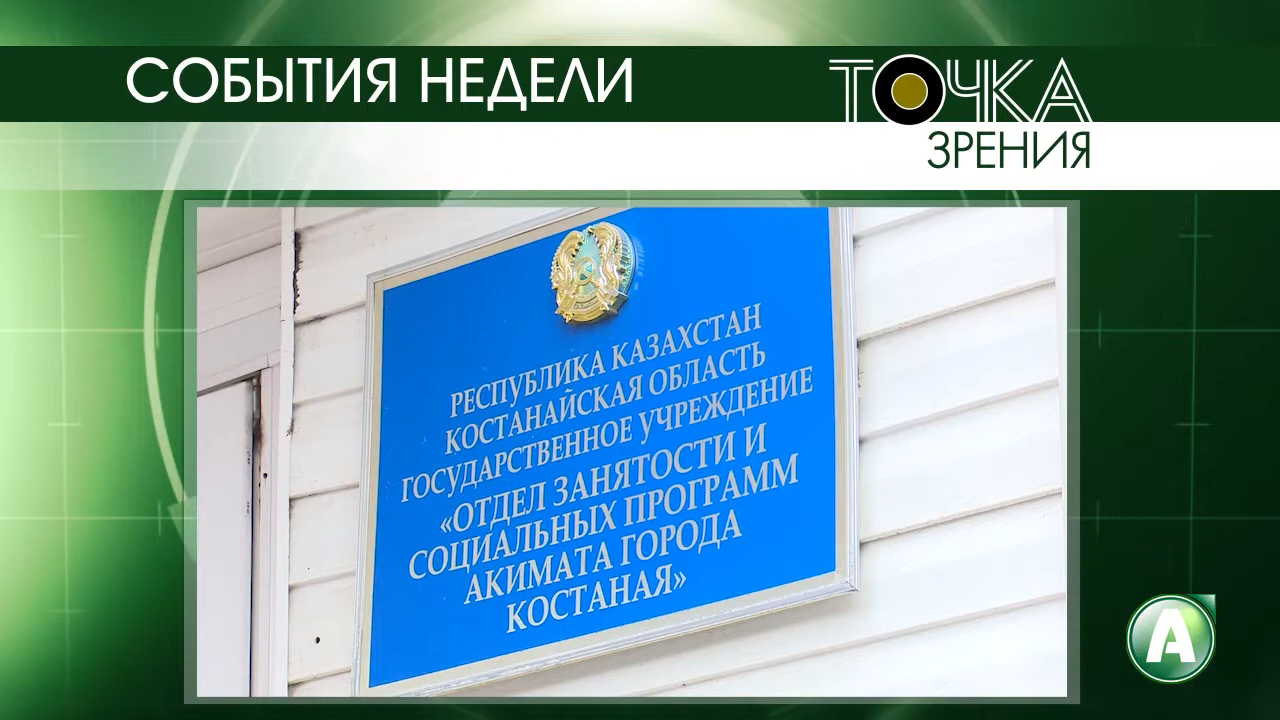 СОБЫТИЯ НЕДЕЛИ
ТОЧКА
ЗРЕНИЯ
РЕСПУБЛИКА КАЗАХСТАН
КОСТАНАЙСКАЯ ОБЛАСТЬ
ГОСУДАРСТВЕННОЕ УЧРЕЖДЕНИЕ
«ОТДЕЛ ЗАНЯТОСТИ И
СОЦИАЛЬНЫХ ПРОГРАММ
АКИМАТА ГОРОДА
КОСТАНАЯ»
А